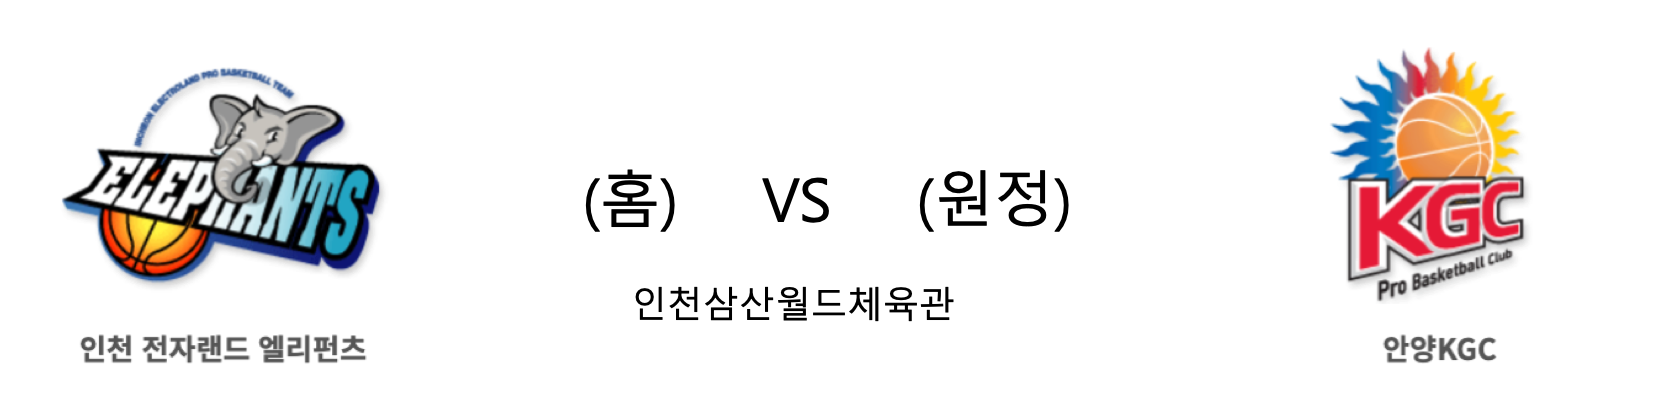 INCHEON ELECTROLAND PRO BASKETBALL TEAM
ELEPHANTS
인천 전자랜드 엘리펀츠
(홈) VS (원정)
인천삼산월드체육관
KGC
Pro Basketball Club
안양KGC